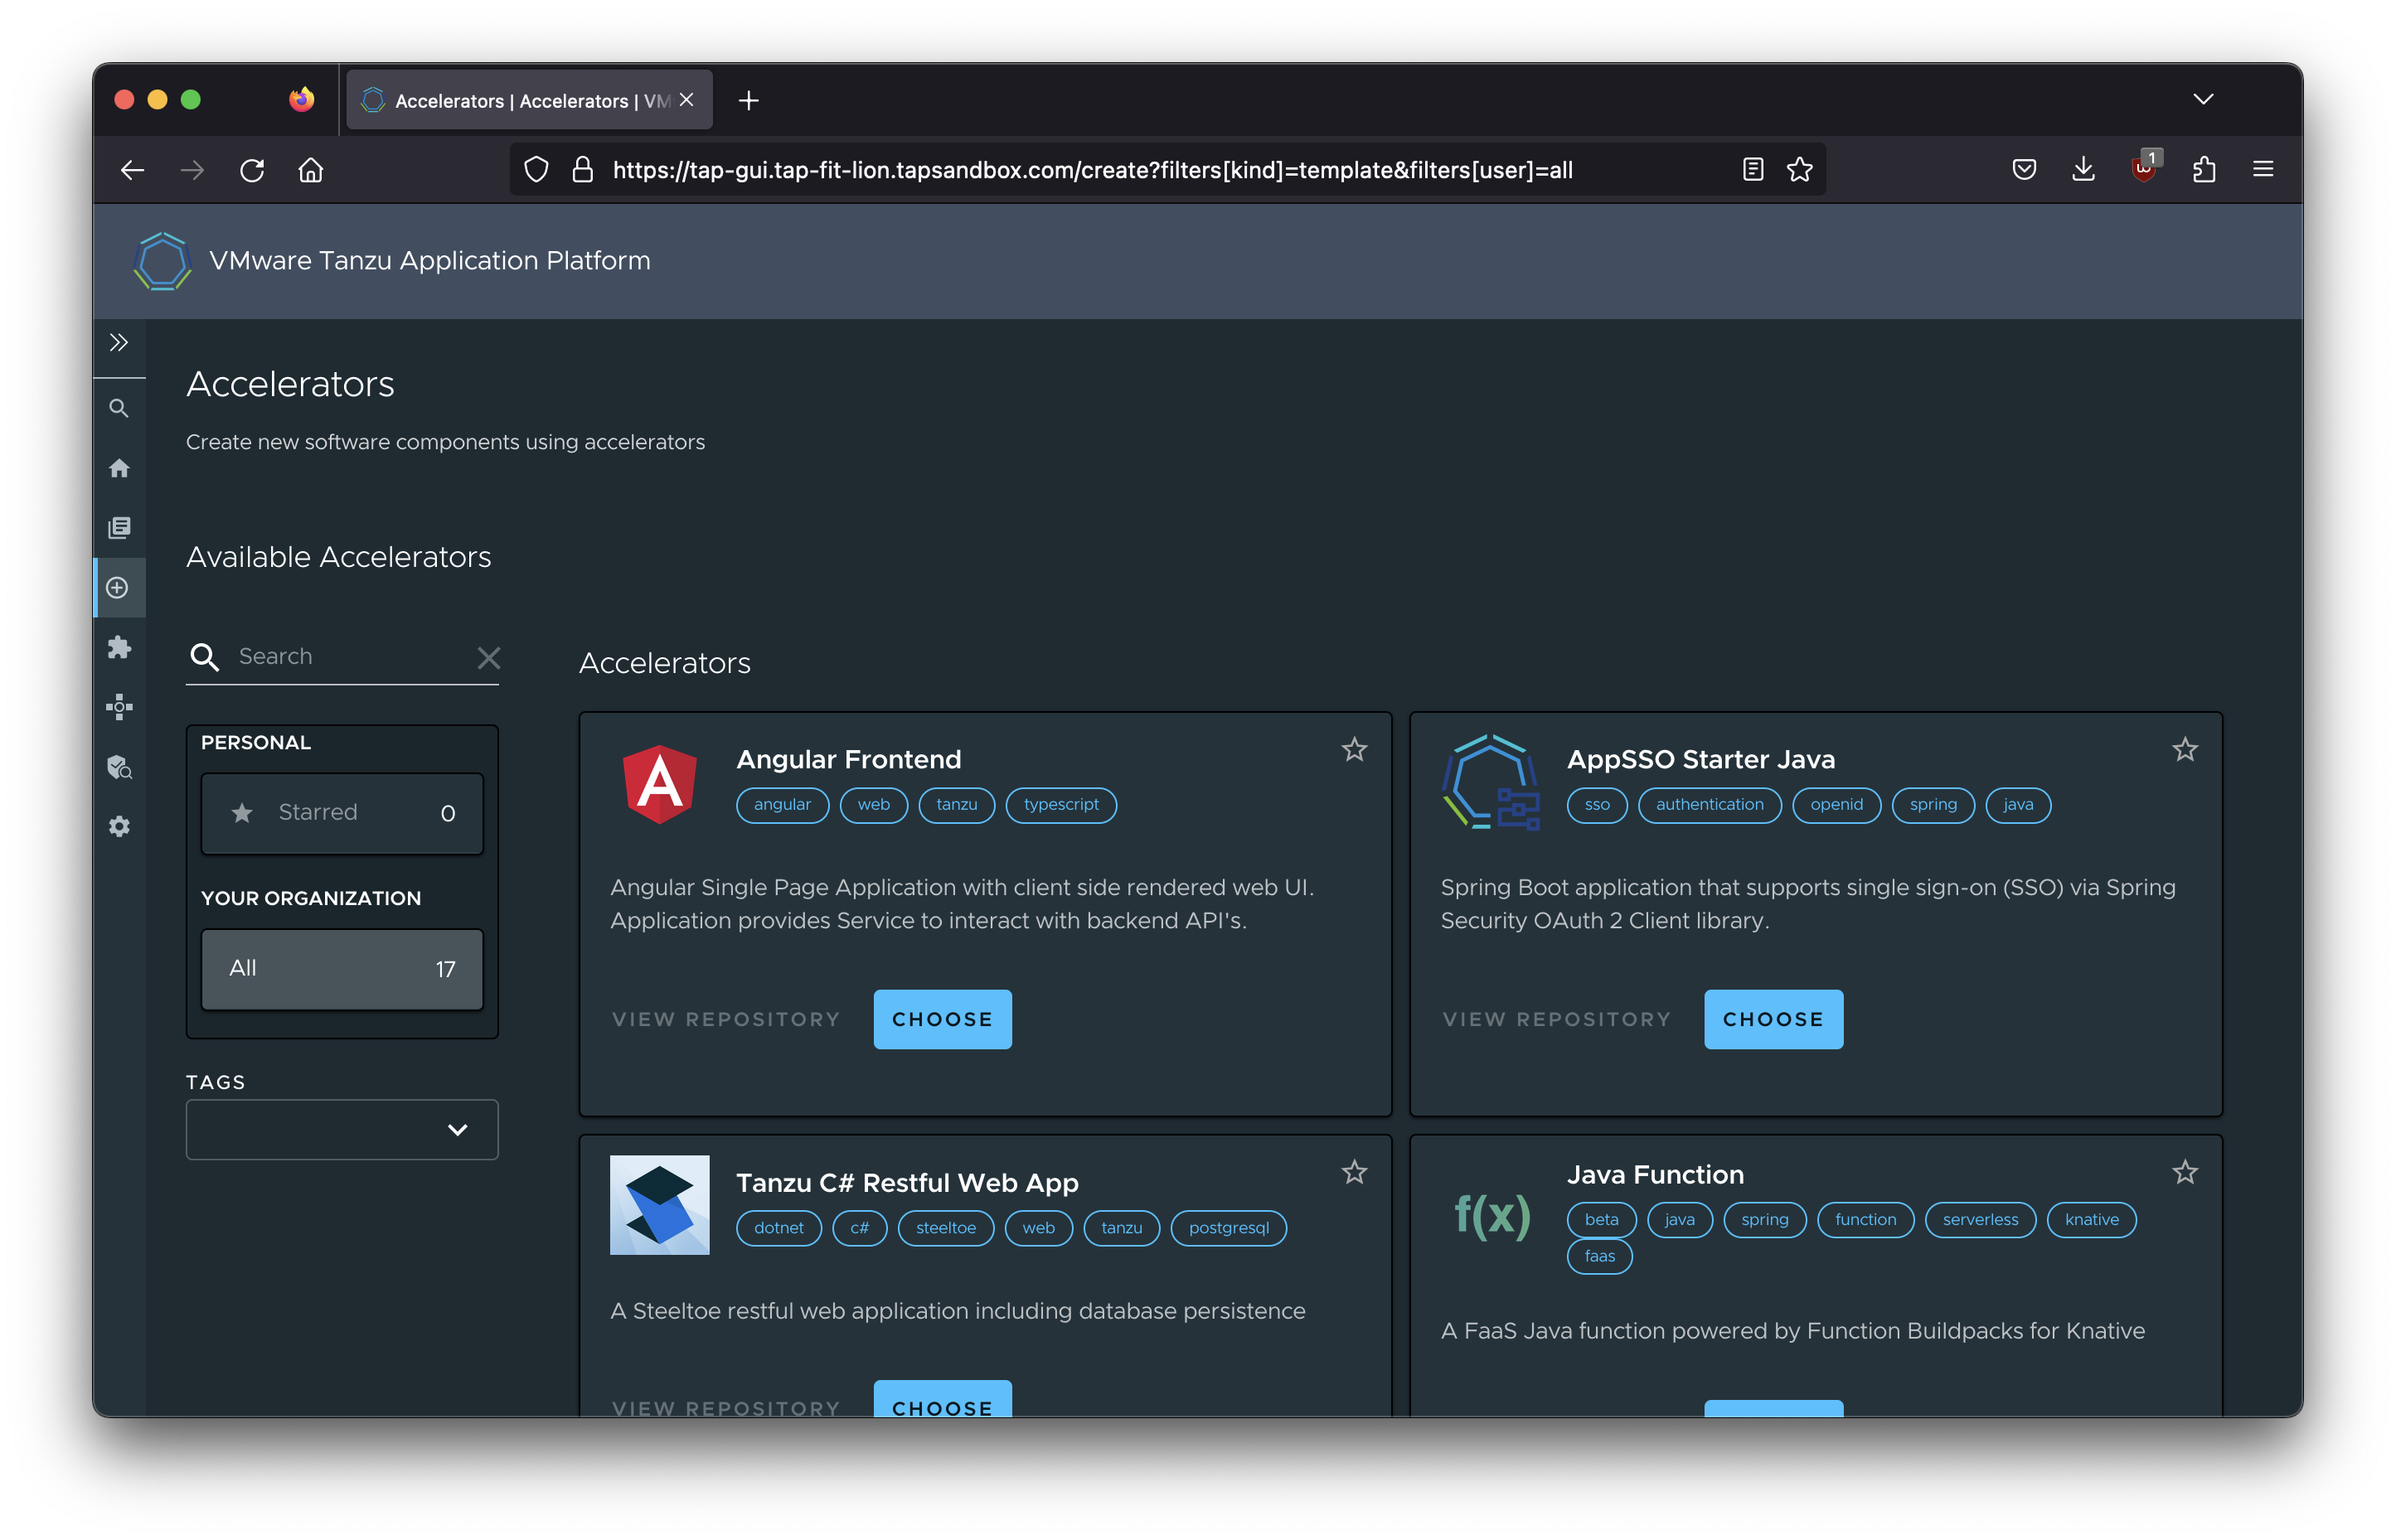 Accelerators | Accelerators | VM
https://tap-gui.tap-fit-lion.tapsandbox.com/create?filters[kind]=template&filters[user]=all
1
VMware Tanzu Application Platform
Accelerators
Create new software components using accelerators
Available Accelerators
Search
PERSONAL
Starred 0
YOUR ORGANIZATION
All 17
TAGS
Accelerators
Angular Frontend
angular web tanzu typescript
Angular Single Page Application with client side rendered web UI.
Application provides Service to interact with backend API's.
VIEW REPOSITORY CHOOSE
AppSSO Starter Java
sso authentication openid spring java
Spring Boot application that supports single sign-on (SSO) via Spring
Security OAuth 2 Client library.
VIEW REPOSITORY CHOOSE
Tanzu C# Restful Web App
dotnet c# steeltoe web tanzu postgresql
A Steeltoe restful web application including database persistence
VIEW REPOSITORY CHOOSE
f(x)
Java Function
beta java spring function serverless knative
faas
A FaaS Java function powered by Function Buildpacks for Knative